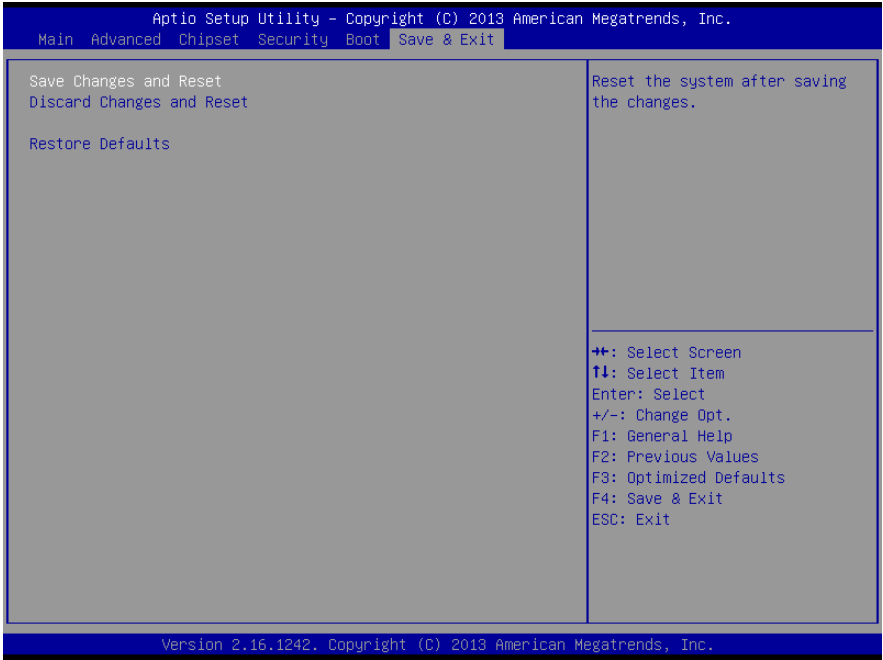 Aptio Setup Utility – Copyright (C) 2013 American Megatrends, Inc.
Main Advanced Chipset Security Boot Save & Exit
Save Changes and Reset
Discard Changes and Reset
Restore Defaults
Reset the system after saving
the changes.
→←: Select Screen
↑↓: Select Item
Enter: Select
+/-: Change Opt.
F1: General Help
F2: Previous Values
F3: Optimized Defaults
F4: Save & Exit
ESC: Exit
Version 2.16.1242. Copyright (C) 2013 American Megatrends, Inc.